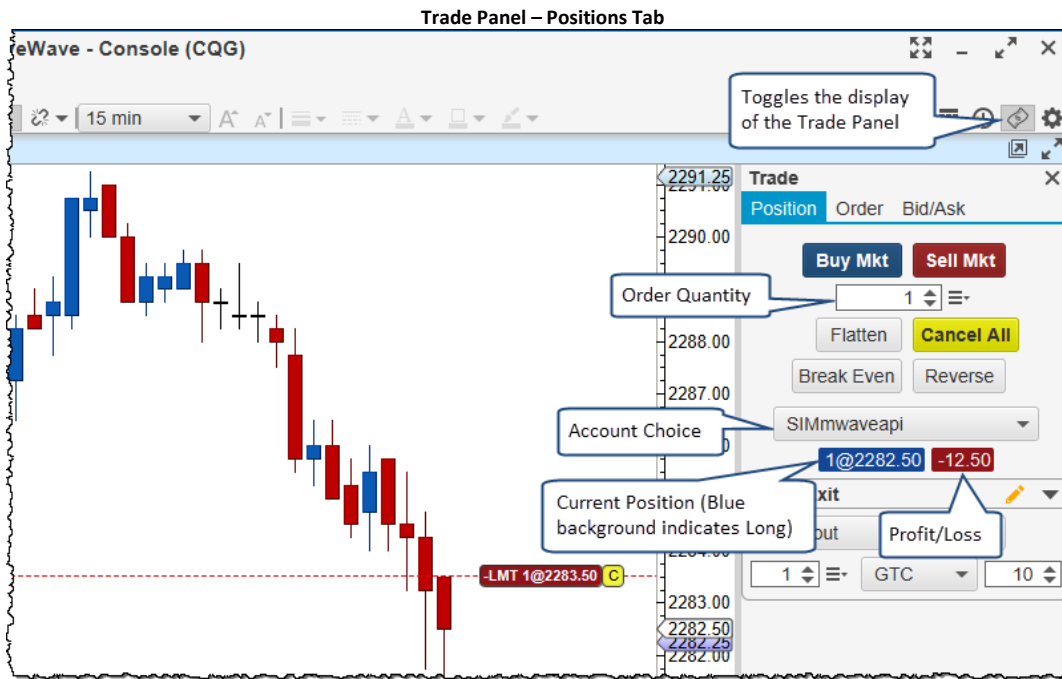 Trade Panel – Positions Tab
eWave - Console (CQG)
Toggles the display
of the Trade Panel
15 min
A A A
2291.25
Trade
Position Order Bid/Ask
2290.00
Buy Mkt Sell Mkt
Order Quantity
1
2288.00
Flatten Cancel All
2287.00
Break Even Reverse
Account Choice
SIMmwaveapi
1@2282.50 -12.50
Current Position (Blue
background indicates Long)
xit
out
Profit/Loss
-LMT 1@2283.50 C
1 GTC 10
2283.00
2282.50
2282.25
2282.00